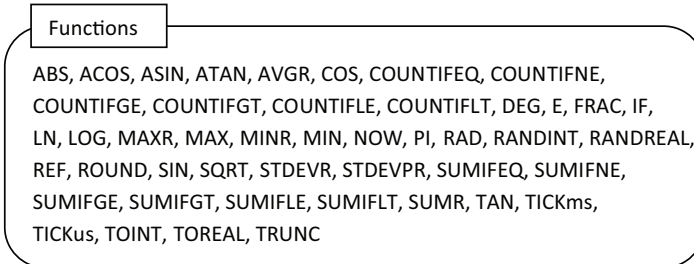 Functions
ABS, ACOS, ASIN, ATAN, AVGR, COS, COUNTIFEQ, COUNTIFNE,
COUNTIFGE, COUNTIFGT, COUNTIFLE, COUNTIFLT, DEG, E, FRAC, IF,
LN, LOG, MAXR, MAX, MINR, MIN, NOW, PI, RAD, RANDINT, RANDREAL,
REF, ROUND, SIN, SQRT, STDEVR, STDEVPR, SUMIFEQ, SUMIFNE,
SUMIFGE, SUMIFGT, SUMIFLE, SUMIFLT, SUMR, TAN, TICKms,
TICKus, TOINT, TOREAL, TRUNC